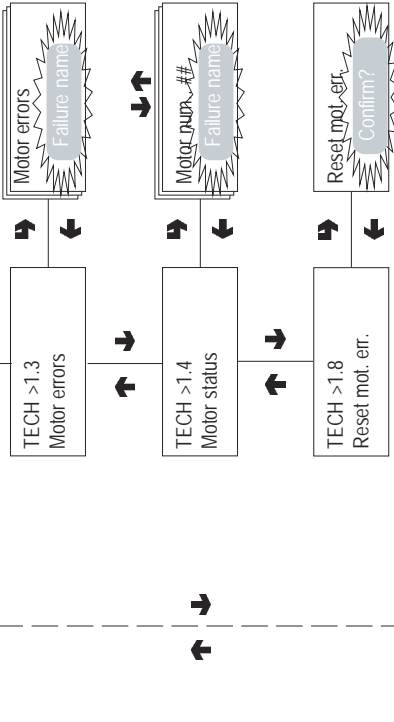 Motor errors
Failure name
TECH >1.3
Motor errors
Motor num. ##
Failure name
TECH >1.4
Motor status
Reset mot. err.
Confirm?
TECH >1.8
Reset mot. err.